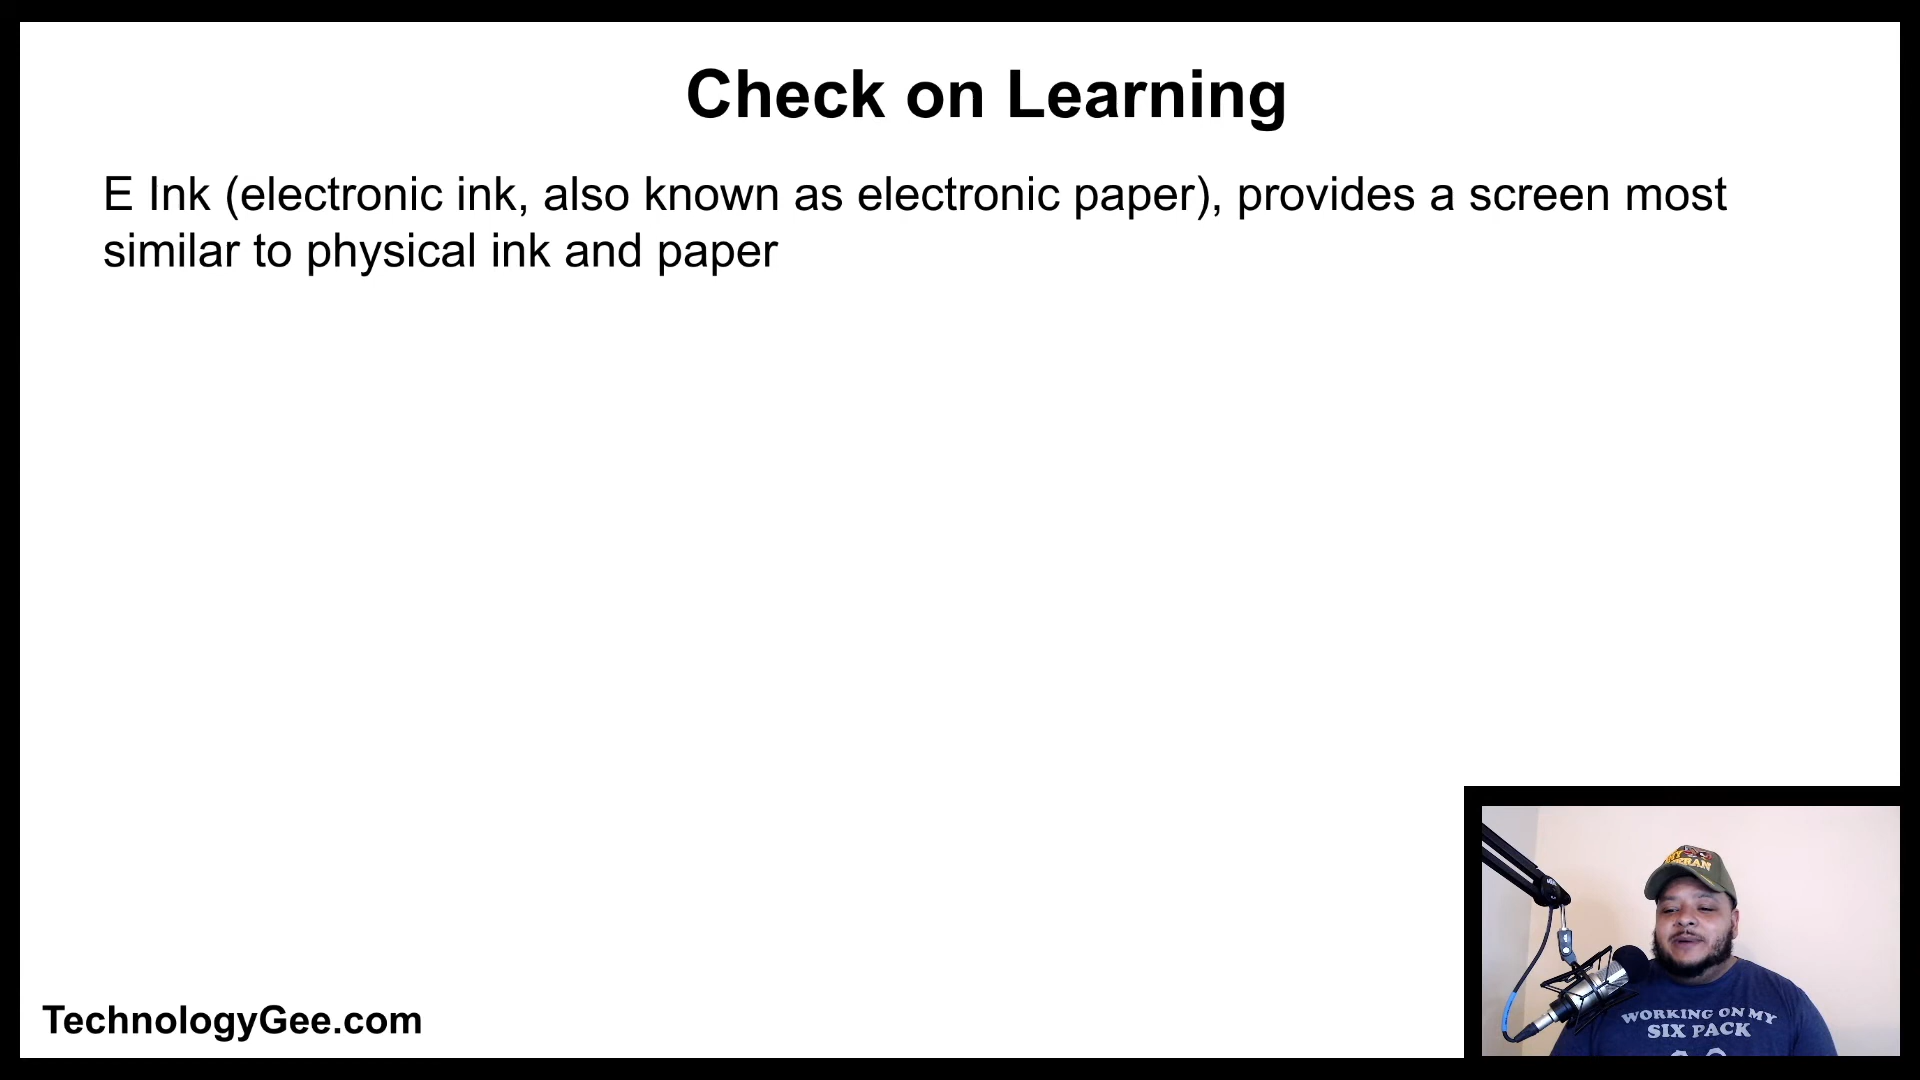 Check on Learning
E Ink (electronic ink, also known as electronic paper), provides a screen most
similar to physical ink and paper
TechnologyGee.com
WORKING ON MY
SIX PACK